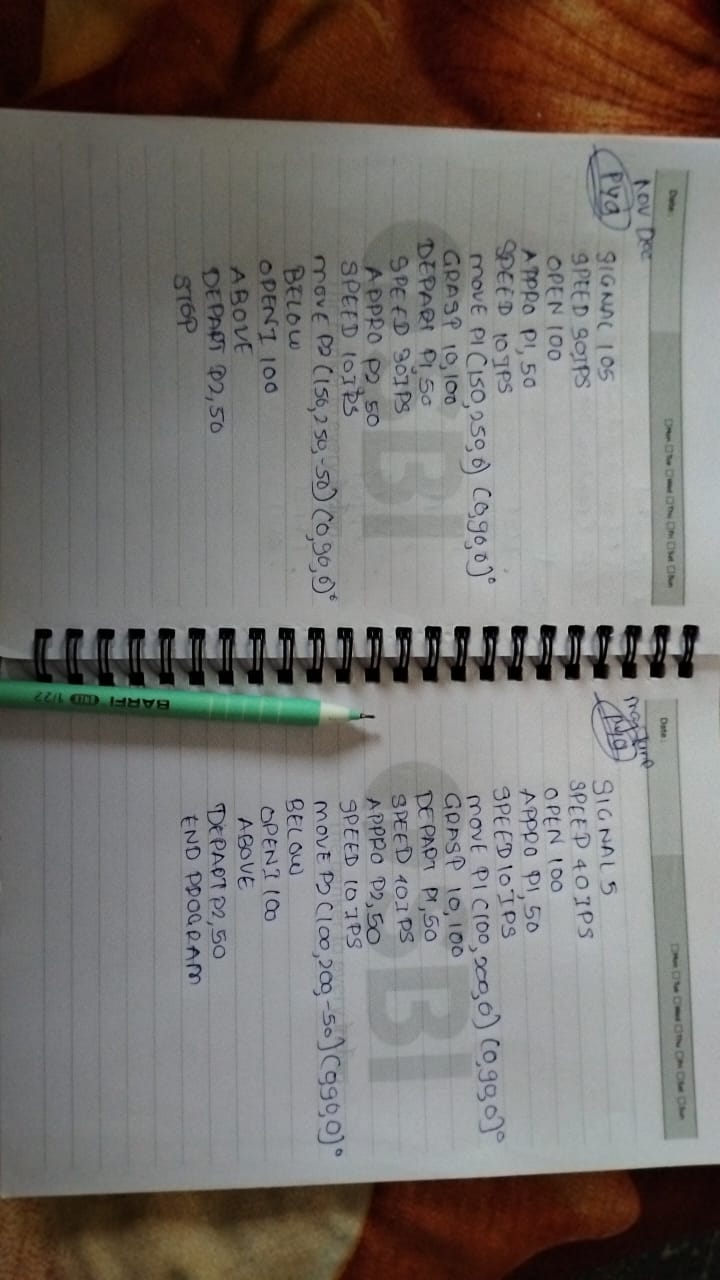 Date:
Mon Tue Wed Thu Fri Sat Sun
NOV Dec
PYQ
SIGNAL 105
SPEED 30IPS
OPEN 100
APPRO P1, 50
SPEED 10IPS
MOVE P1 (150,250,0) (0,90,0)°
GRASP 10,100
DEPART P1,50
SPEED 30IPS
APPRO P2, 50
SPEED 10IPS
MOVE P2 (150,250,-50) (0,90,0)°
BELOW
OPENI 100
ABOVE
DEPART P2,50
STOP
SBI
Date:
Mon Tue Wed Thu Fri Sat Sun
may June
PYQ
SIGNAL 5
SPEED 40IPS
OPEN 100
APPRO P1, 50
SPEED 10IPS
MOVE P1 (100,200,0) (0,90,0)°
GRASP 10,100
DEPART P1,50
SPEED 40IPS
APPRO P2,50
SPEED 10IPS
MOVE P2 (100,200,-50) (0,90,0)°
BELOW
OPENI 100
ABOVE
DEPART P2,50
END PROGRAM
SBI
BARFI